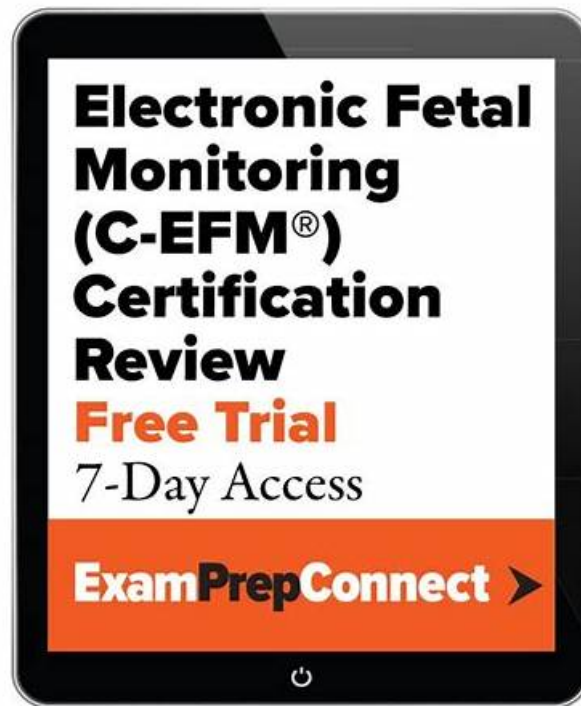 Electronic Fetal
Monitoring
(C-EFM®)
Certification
Review
Free Trial
7-Day Access
ExamPrepConnect